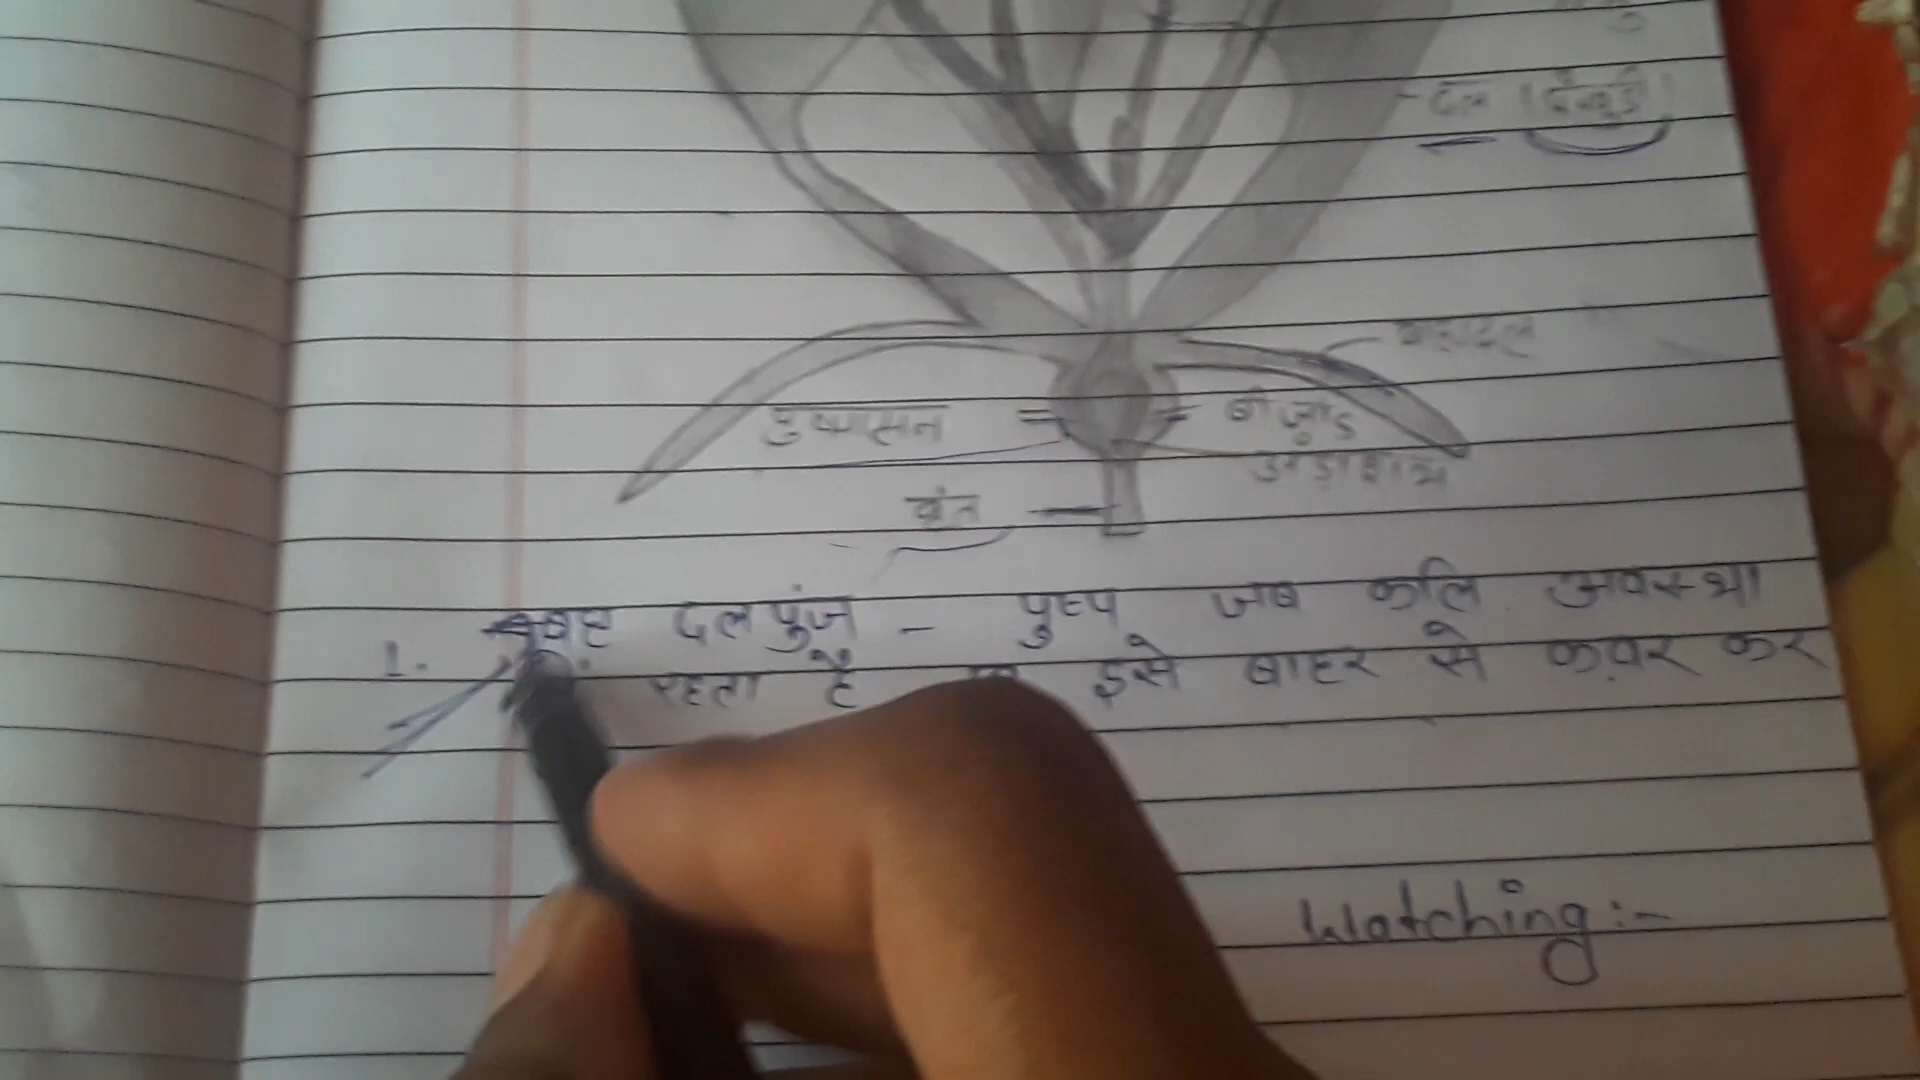 दल (पंखुड़ी)
बाह्यदल
पुष्पासन
बीजांड
अंडाशय
वृंत
1. बाह्य दलपुंज – पुष्प जब कलि अवस्था
रहता है इसे बाहर से कवर कर
Watching:-